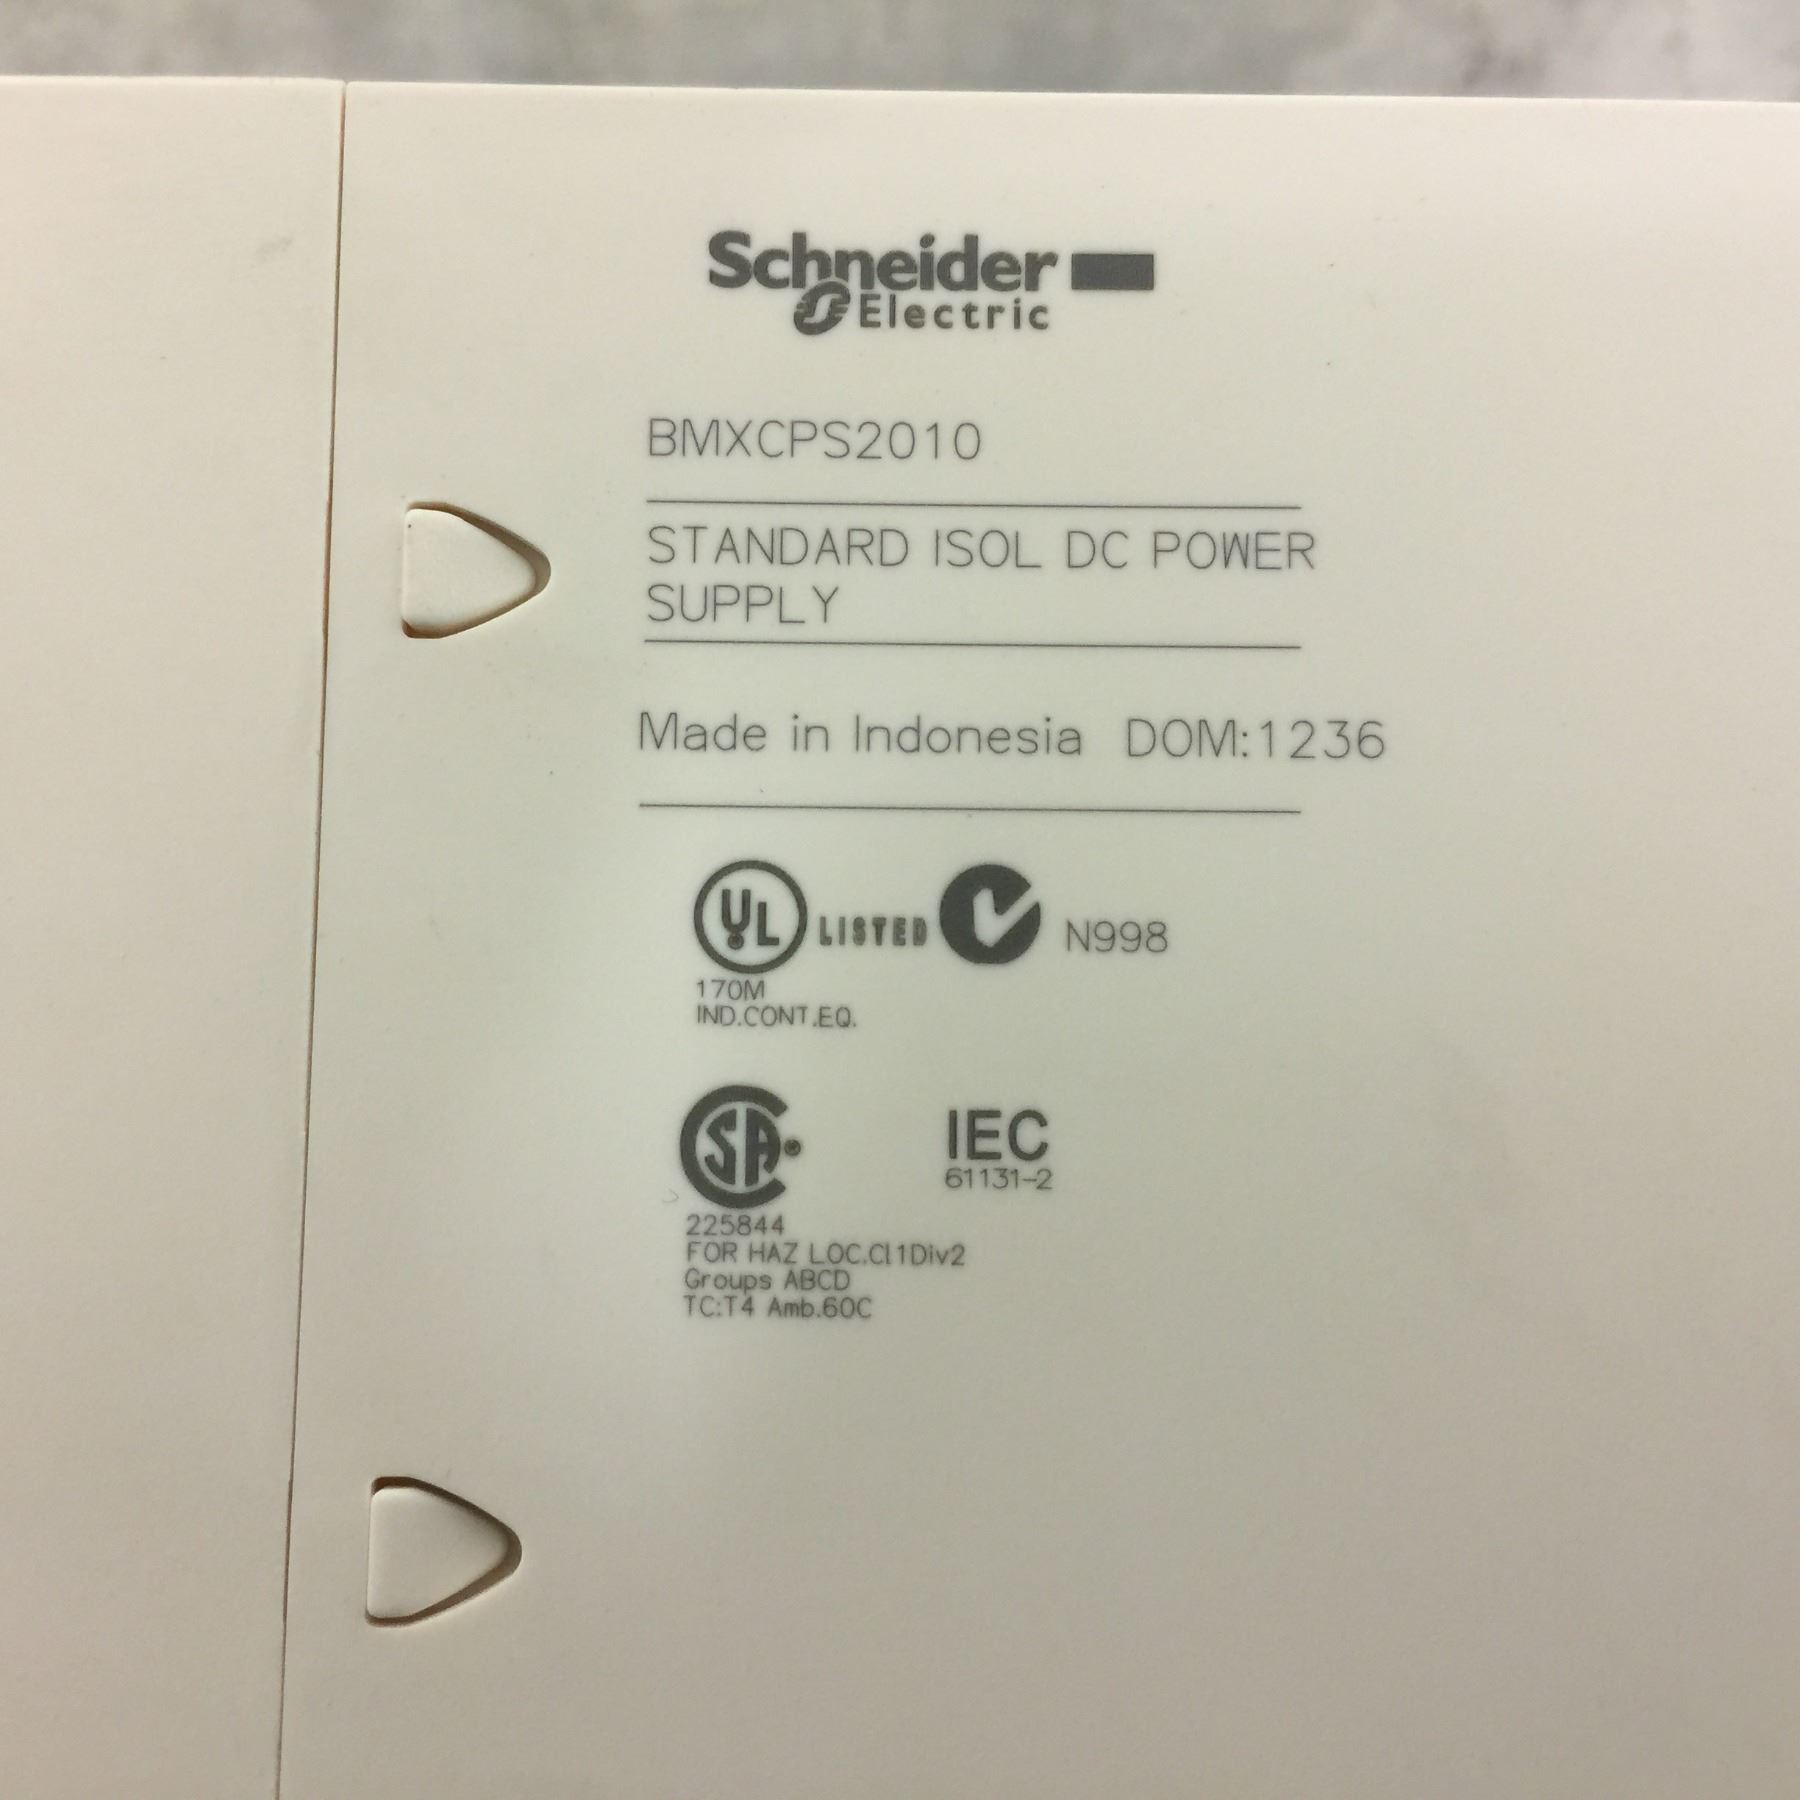 Schneider
Electric
BMXCPS2010
STANDARD ISOL DC POWER
SUPPLY
Made in Indonesia DOM:1236
UL LISTED N998
170M
IND.CONT.EQ.
SA IEC
61131-2
225844
FOR HAZ LOC.Cl1Div2
Groups ABCD
TC:T4 Amb.60C